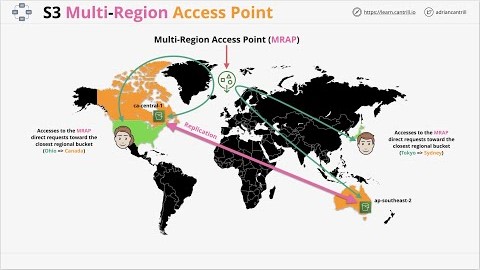 S3 Multi-Region Access Point
https://learn.cantrill.io
adriancantrill
Multi-Region Access Point (MRAP)
ca-central-1
Accesses to the MRAP
direct requests toward the
closest regional bucket
(Ohio => Canada)
Replication
Accesses to the MRAP
direct requests toward the
closest regional bucket
(Tokyo => Sydney)
ap-southeast-2